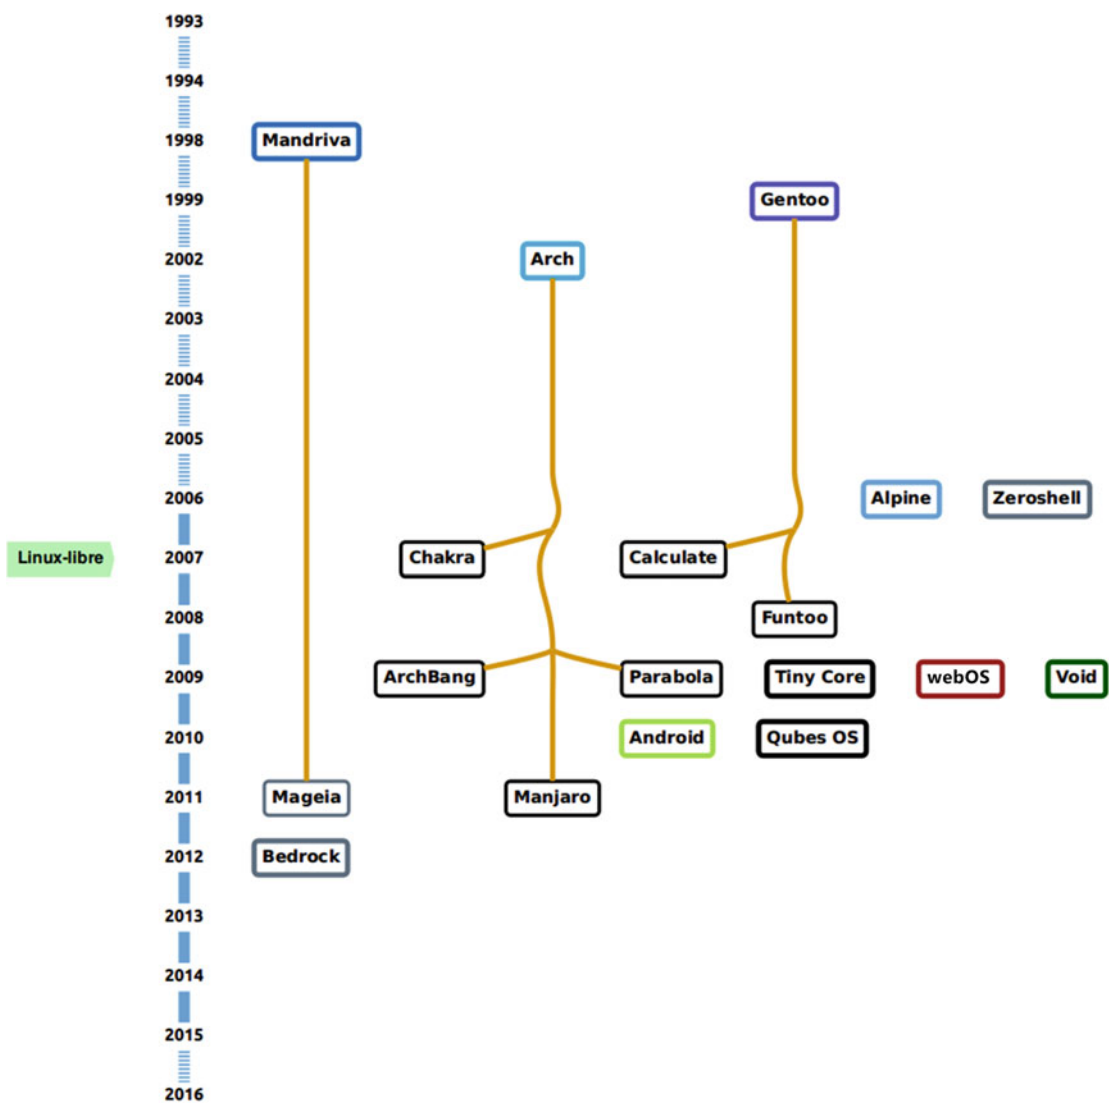 1993
1994
1998
Mandriva
1999
Gentoo
2002
Arch
2003
2004
2005
2006
Alpine
Zeroshell
Linux-libre
2007
Chakra
Calculate
2008
Funtoo
2009
ArchBang
Parabola
Tiny Core
webOS
Void
2010
Android
Qubes OS
2011
Mageia
Manjaro
2012
Bedrock
2013
2014
2015
2016